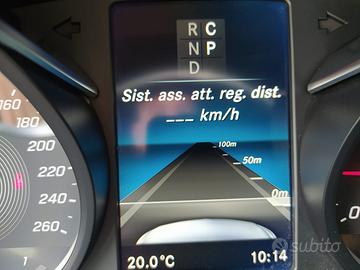 R C
N P
D
Sist. ass. att. reg. dist.
--- km/h
100m
50m
0m
160
180
200
220
240
260
1
20.0°C
10:14
subito